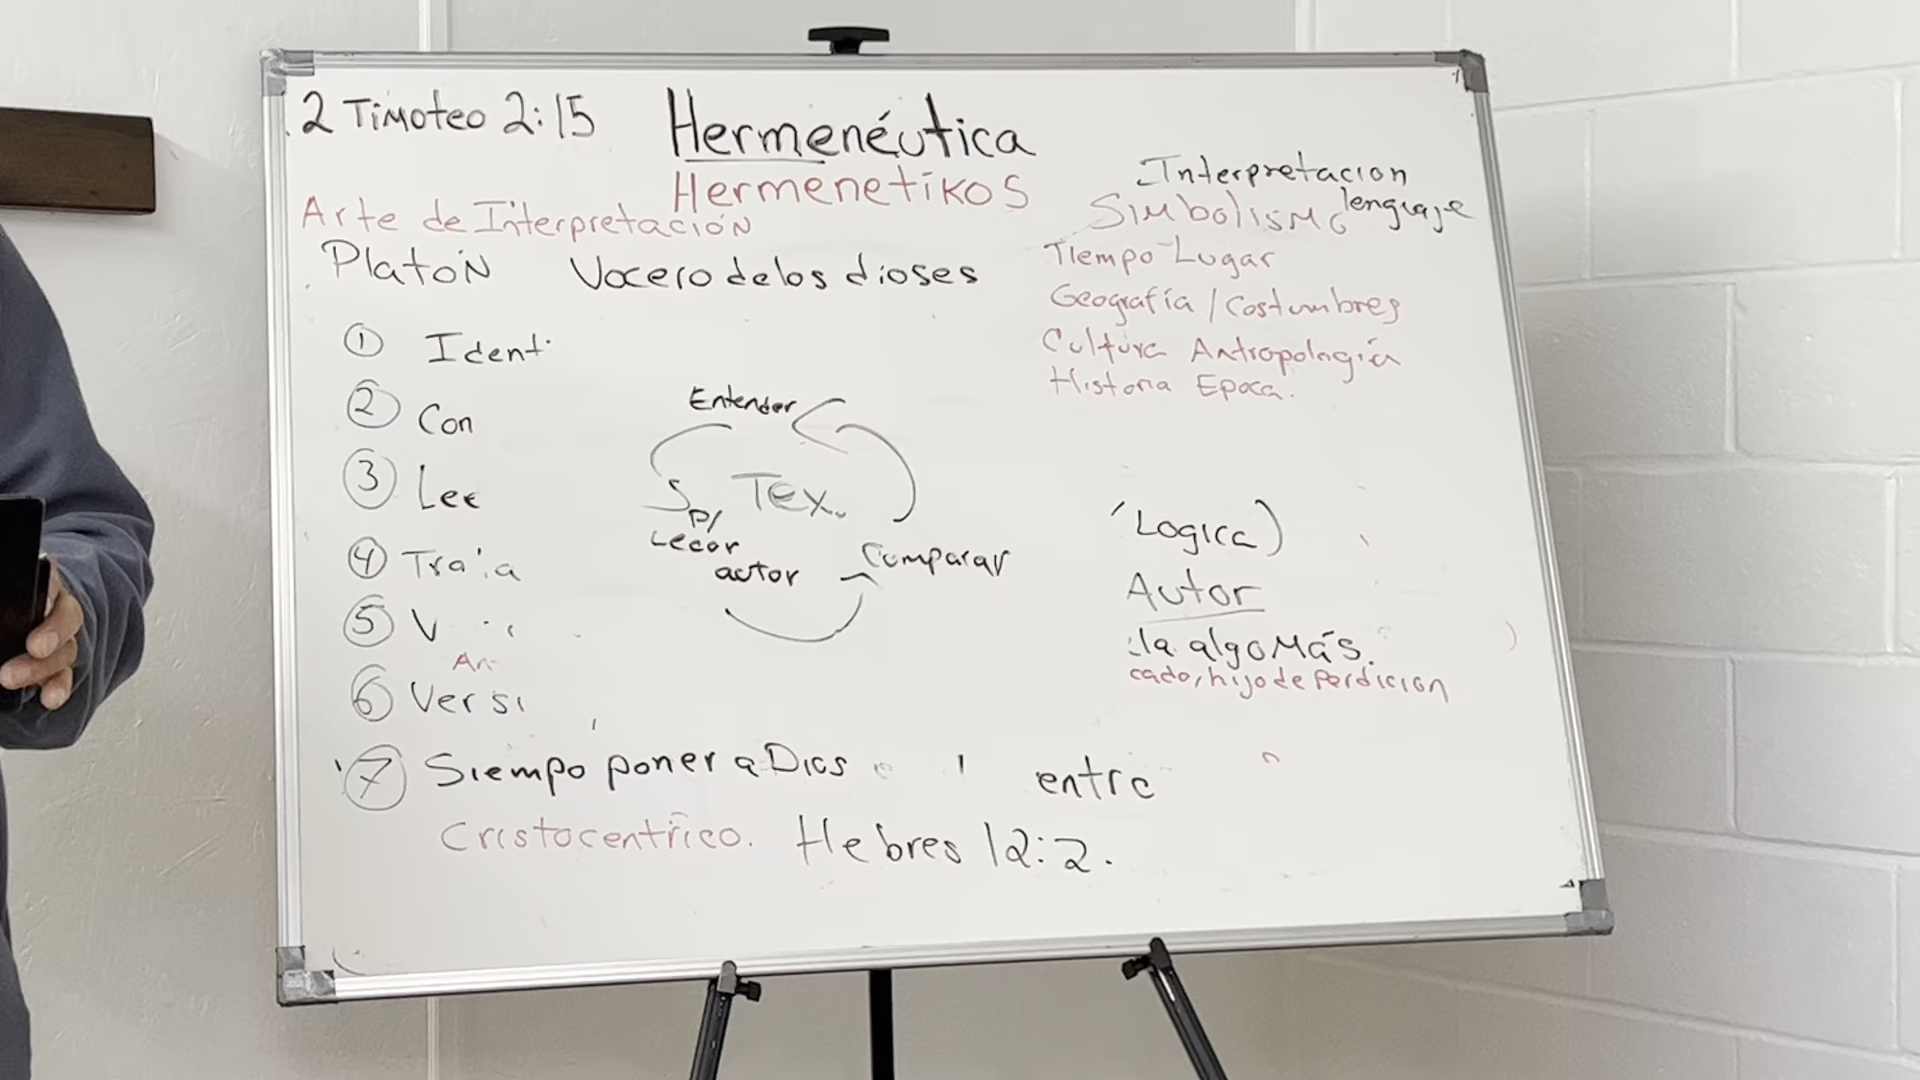 2 Timoteo 2:15
Hermenéutica
Hermenetikos
Arte de Interpretación
Platón Vocero de los dioses
Interpretacion
Simbolismo lenguaje
Tiempo-Lugar
Geografía / Costumbres
Cultura Antropología
Historia Epoca.
① Ident
② Con
③ Lee
④ Tra
⑤ V
An
⑥ Versi
Entender
Tex
P/
Lecor
autor
Comparar
Logica)
Autor
la algo Más.
cado, hijo de Perdicion
⑦ Siempo poner a Dios
entre
Cristocentrico. Hebres 12:2.